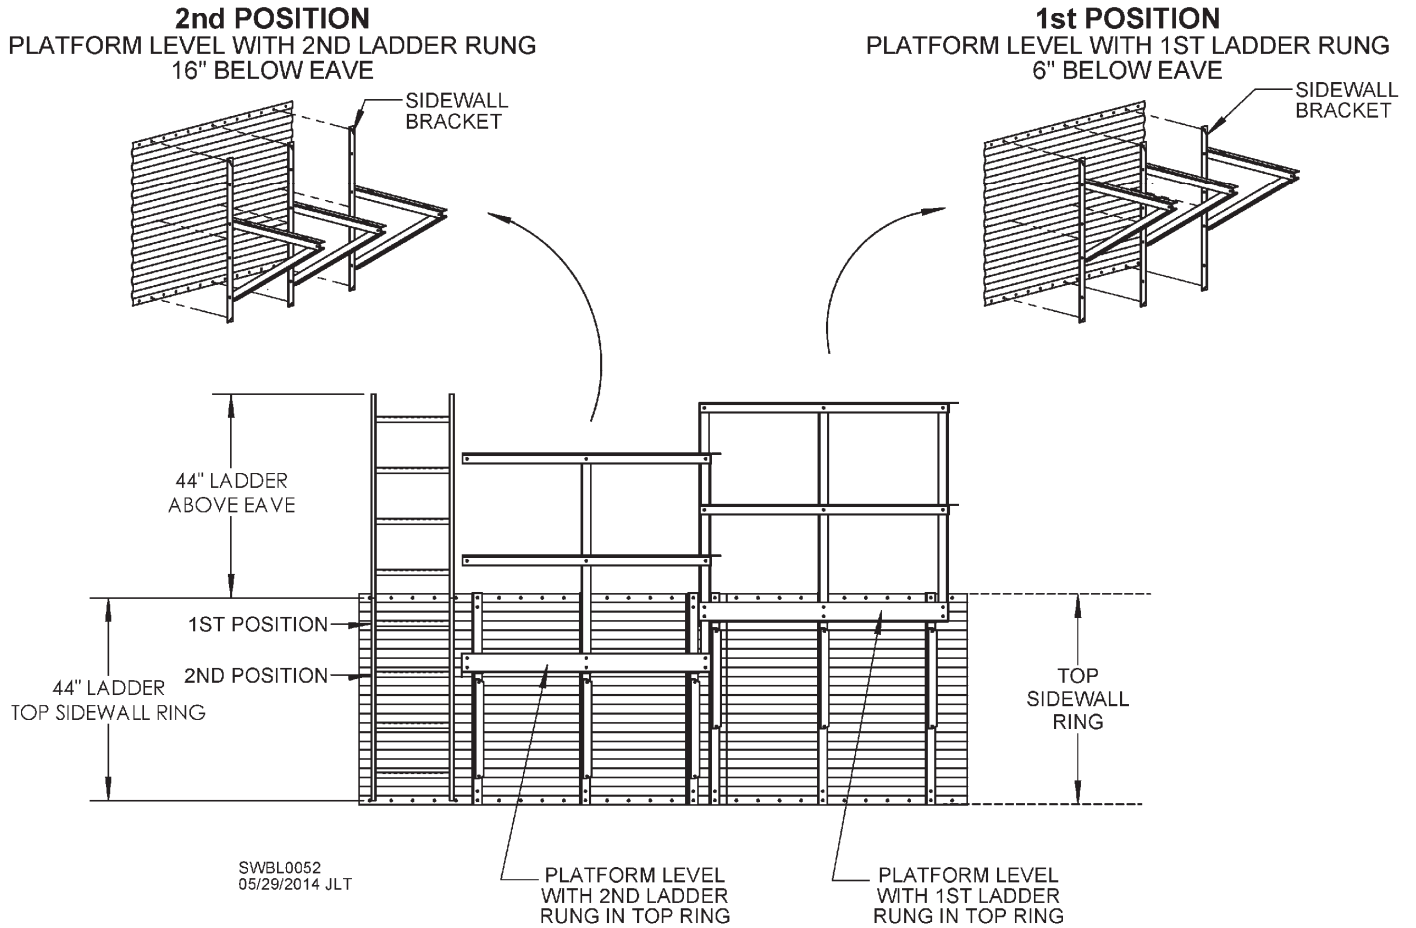 2nd POSITION
PLATFORM LEVEL WITH 2ND LADDER RUNG
16" BELOW EAVE
SIDEWALL
BRACKET
1st POSITION
PLATFORM LEVEL WITH 1ST LADDER RUNG
6" BELOW EAVE
SIDEWALL
BRACKET
44" LADDER
ABOVE EAVE
1ST POSITION
2ND POSITION
44" LADDER
TOP SIDEWALL RING
TOP
SIDEWALL
RING
SWBL0052
05/29/2014 JLT
PLATFORM LEVEL
WITH 2ND LADDER
RUNG IN TOP RING
PLATFORM LEVEL
WITH 1ST LADDER
RUNG IN TOP RING